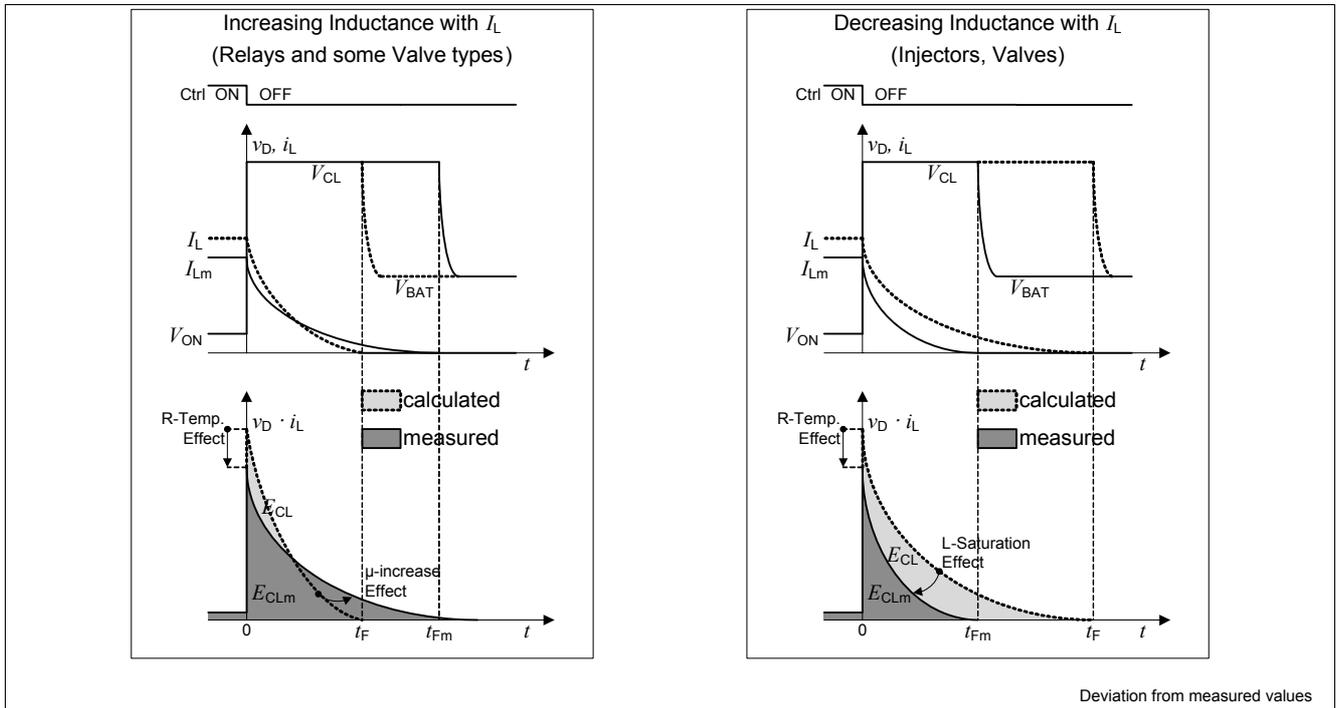 Increasing Inductance with IL
(Relays and some Valve types)
Ctrl ON OFF
vD, iL
VCL
IL
ILm
VBAT
VON
t
calculated
measured
R-Temp.
Effect
vD · iL
ECL
µ-increase
Effect
ECLm
0
tF
tFm
t
Decreasing Inductance with IL
(Injectors, Valves)
Ctrl ON OFF
vD, iL
VCL
IL
ILm
VBAT
VON
t
calculated
measured
R-Temp.
Effect
vD · iL
L-Saturation
Effect
ECL
ECLm
0
tFm
tF
t
Deviation from measured values